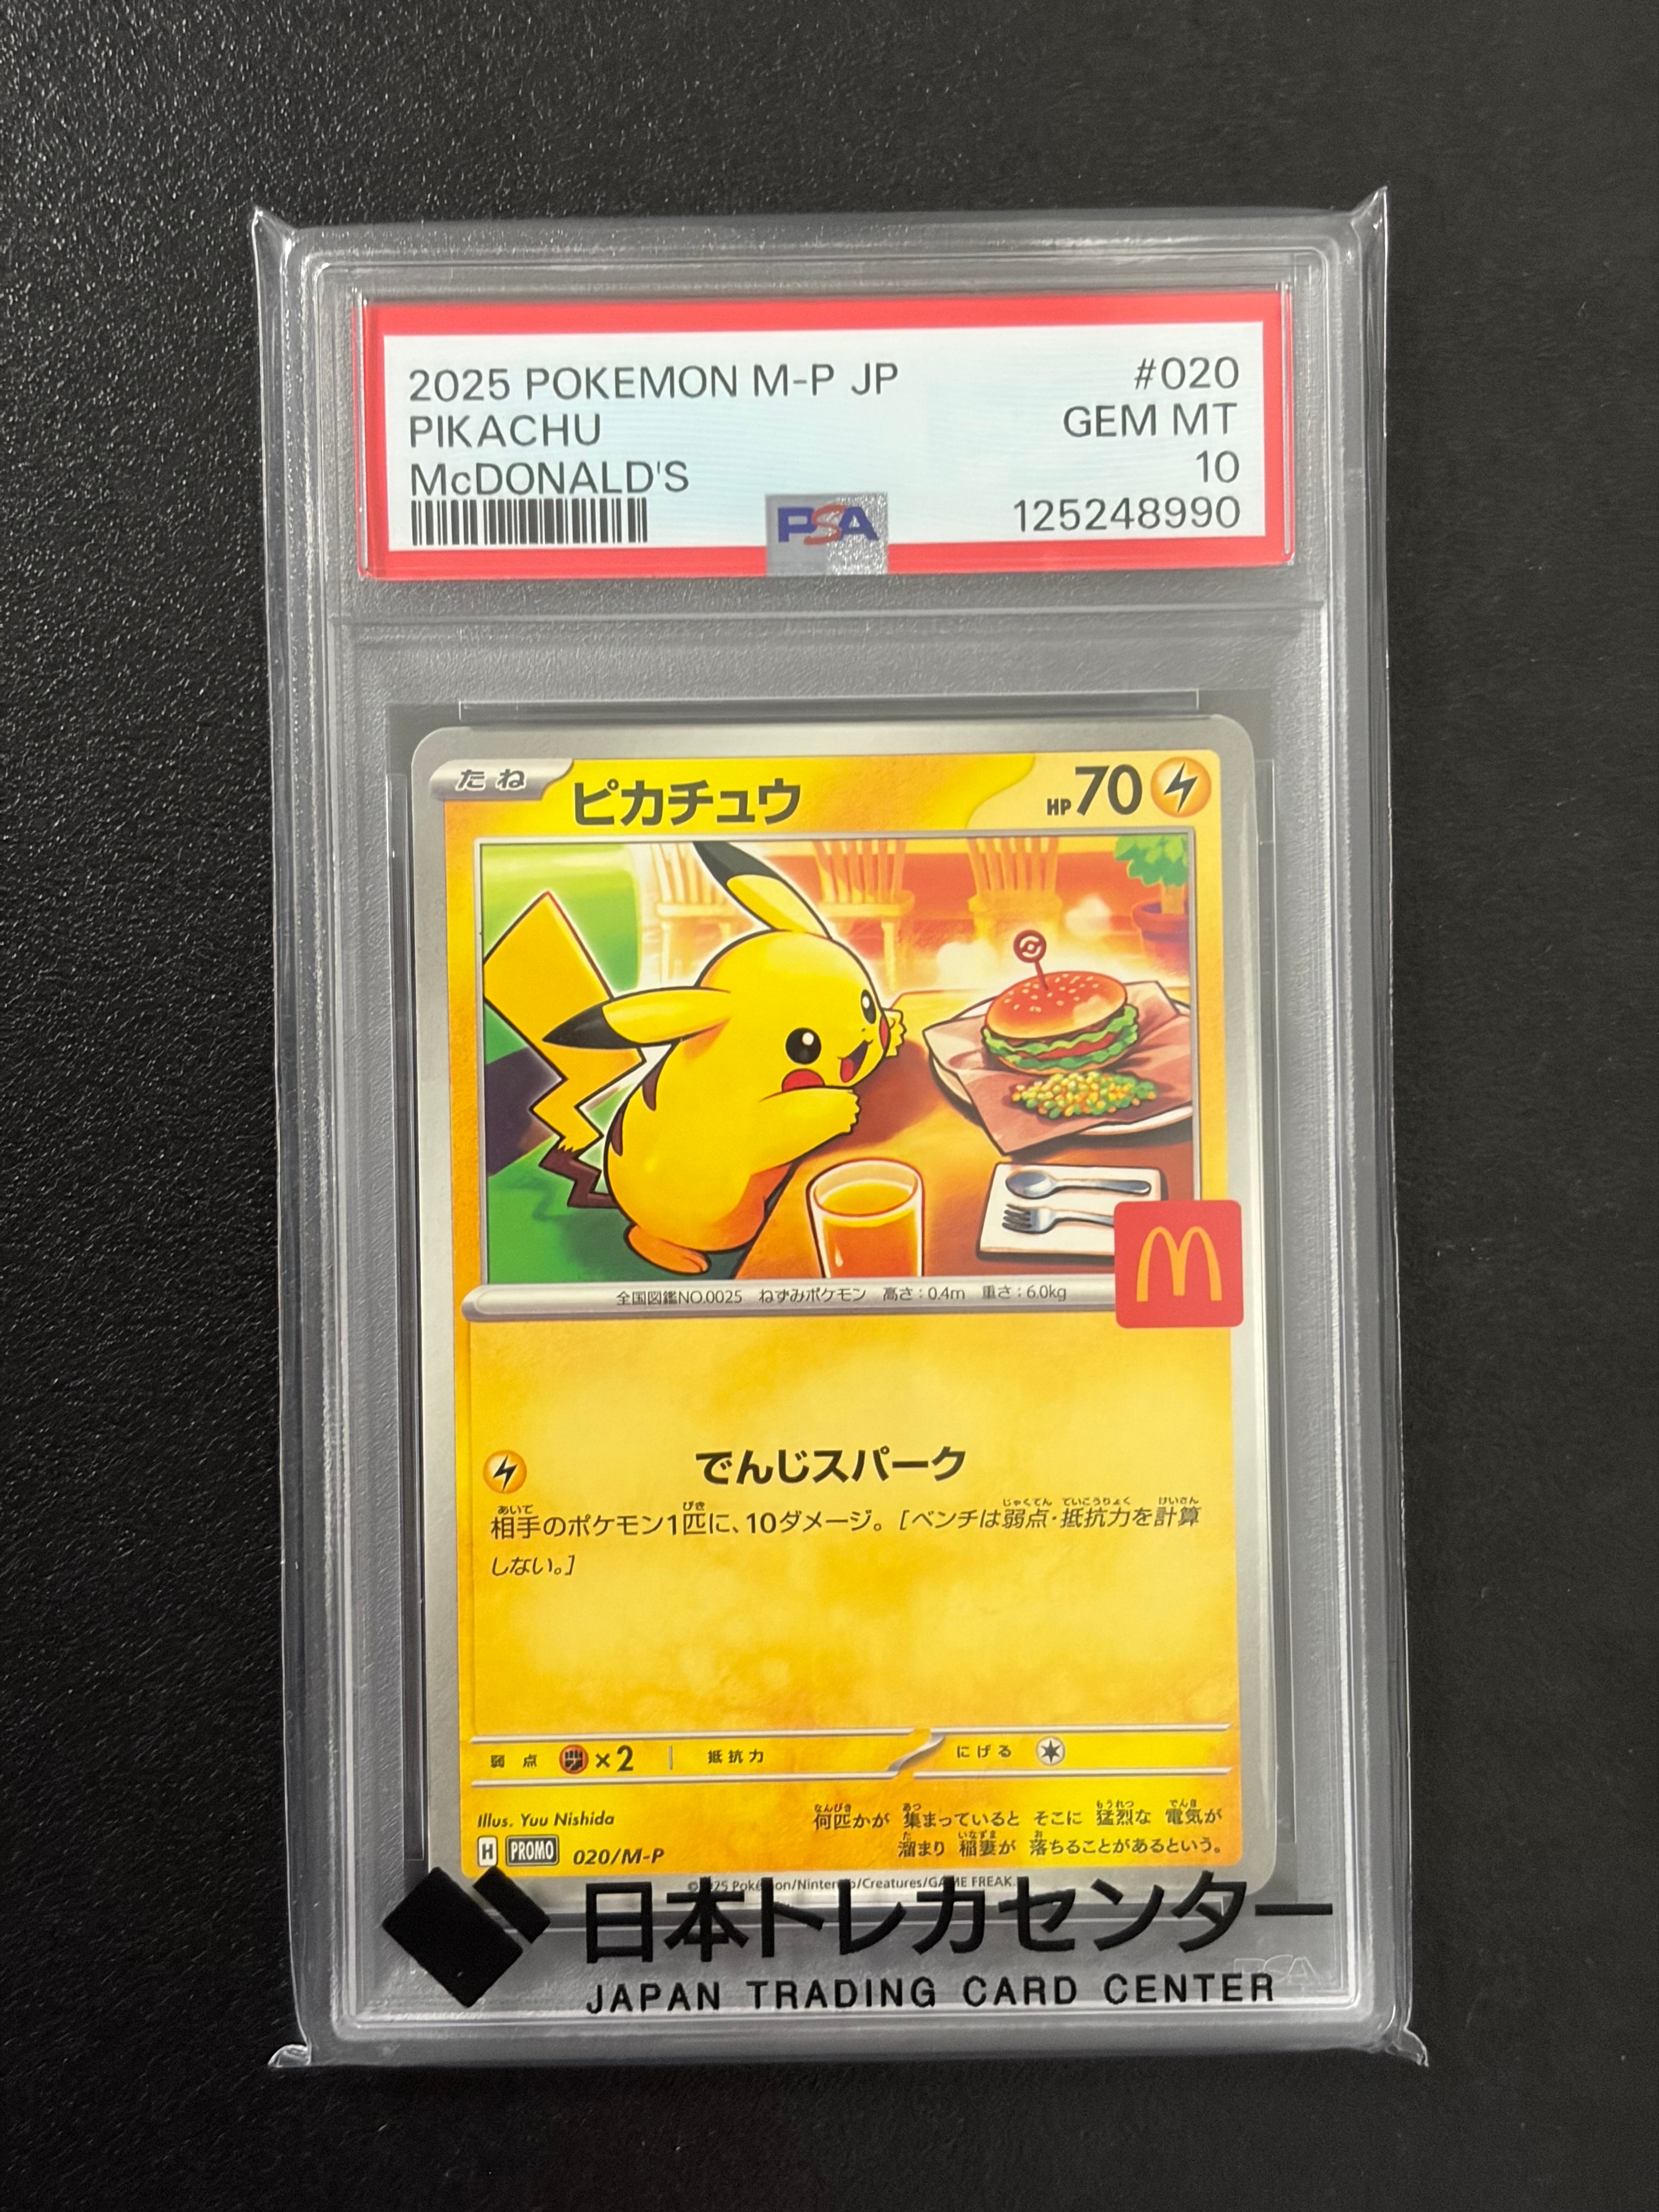 2025 POKEMON M-P JP #020
PIKACHU GEM MT
McDONALD'S 10
125248990
PSA
たね ピカチュウ HP70
全国図鑑NO.0025 ねずみポケモン 高さ:0.4m 重さ:6.0kg
でんじスパーク
相手のポケモン1匹に、10ダメージ。[ベンチは弱点・抵抗力を計算
しない。]
弱点 ×2 抵抗力 にげる
Illus. Yuu Nishida
何匹かが 集まっていると そこに 猛烈な 電気が
溜まり 稲妻が 落ちることがあるという。
H PROMO 020/M-P
Pokémon/Nintendo/Creatures/GAME FREAK.
日本トレカセンター
JAPAN TRADING CARD CENTER